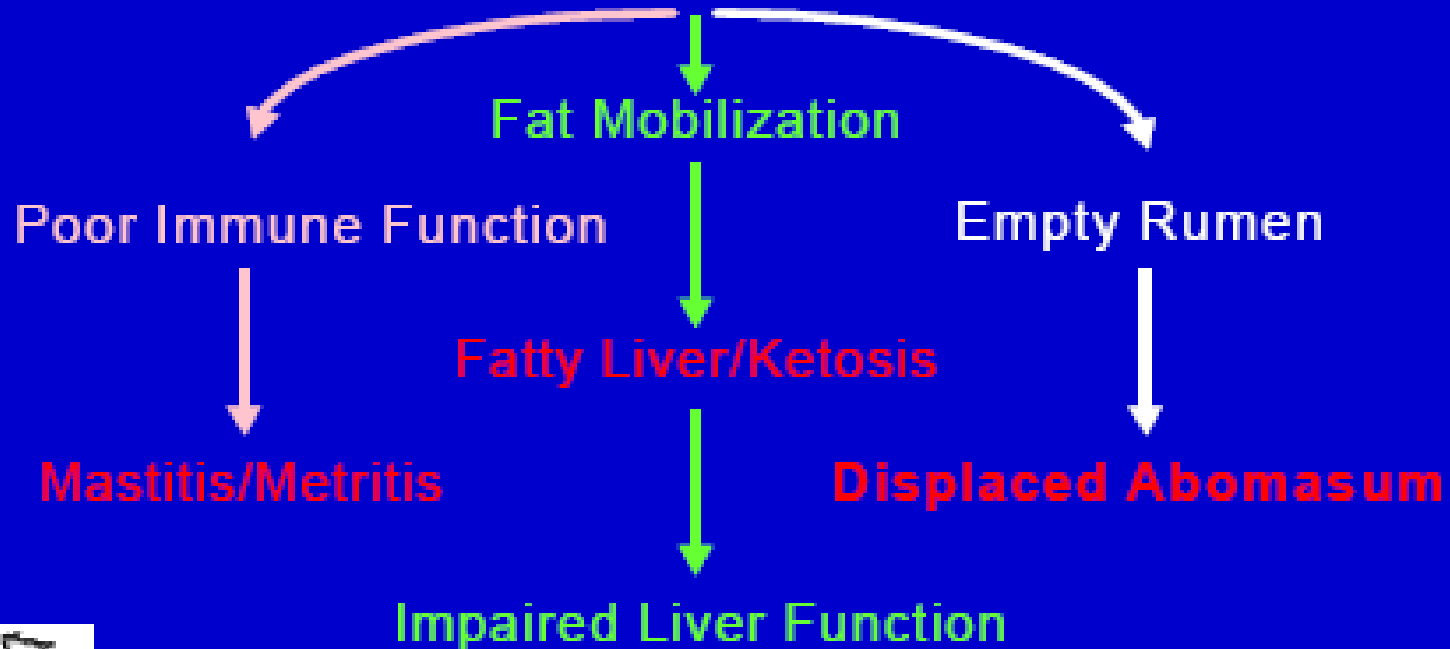 Fat Mobilization
Poor Immune Function
Empty Rumen
Fatty Liver/Ketosis
Mastitis/Metritis
Displaced Abomasum
Impaired Liver Function